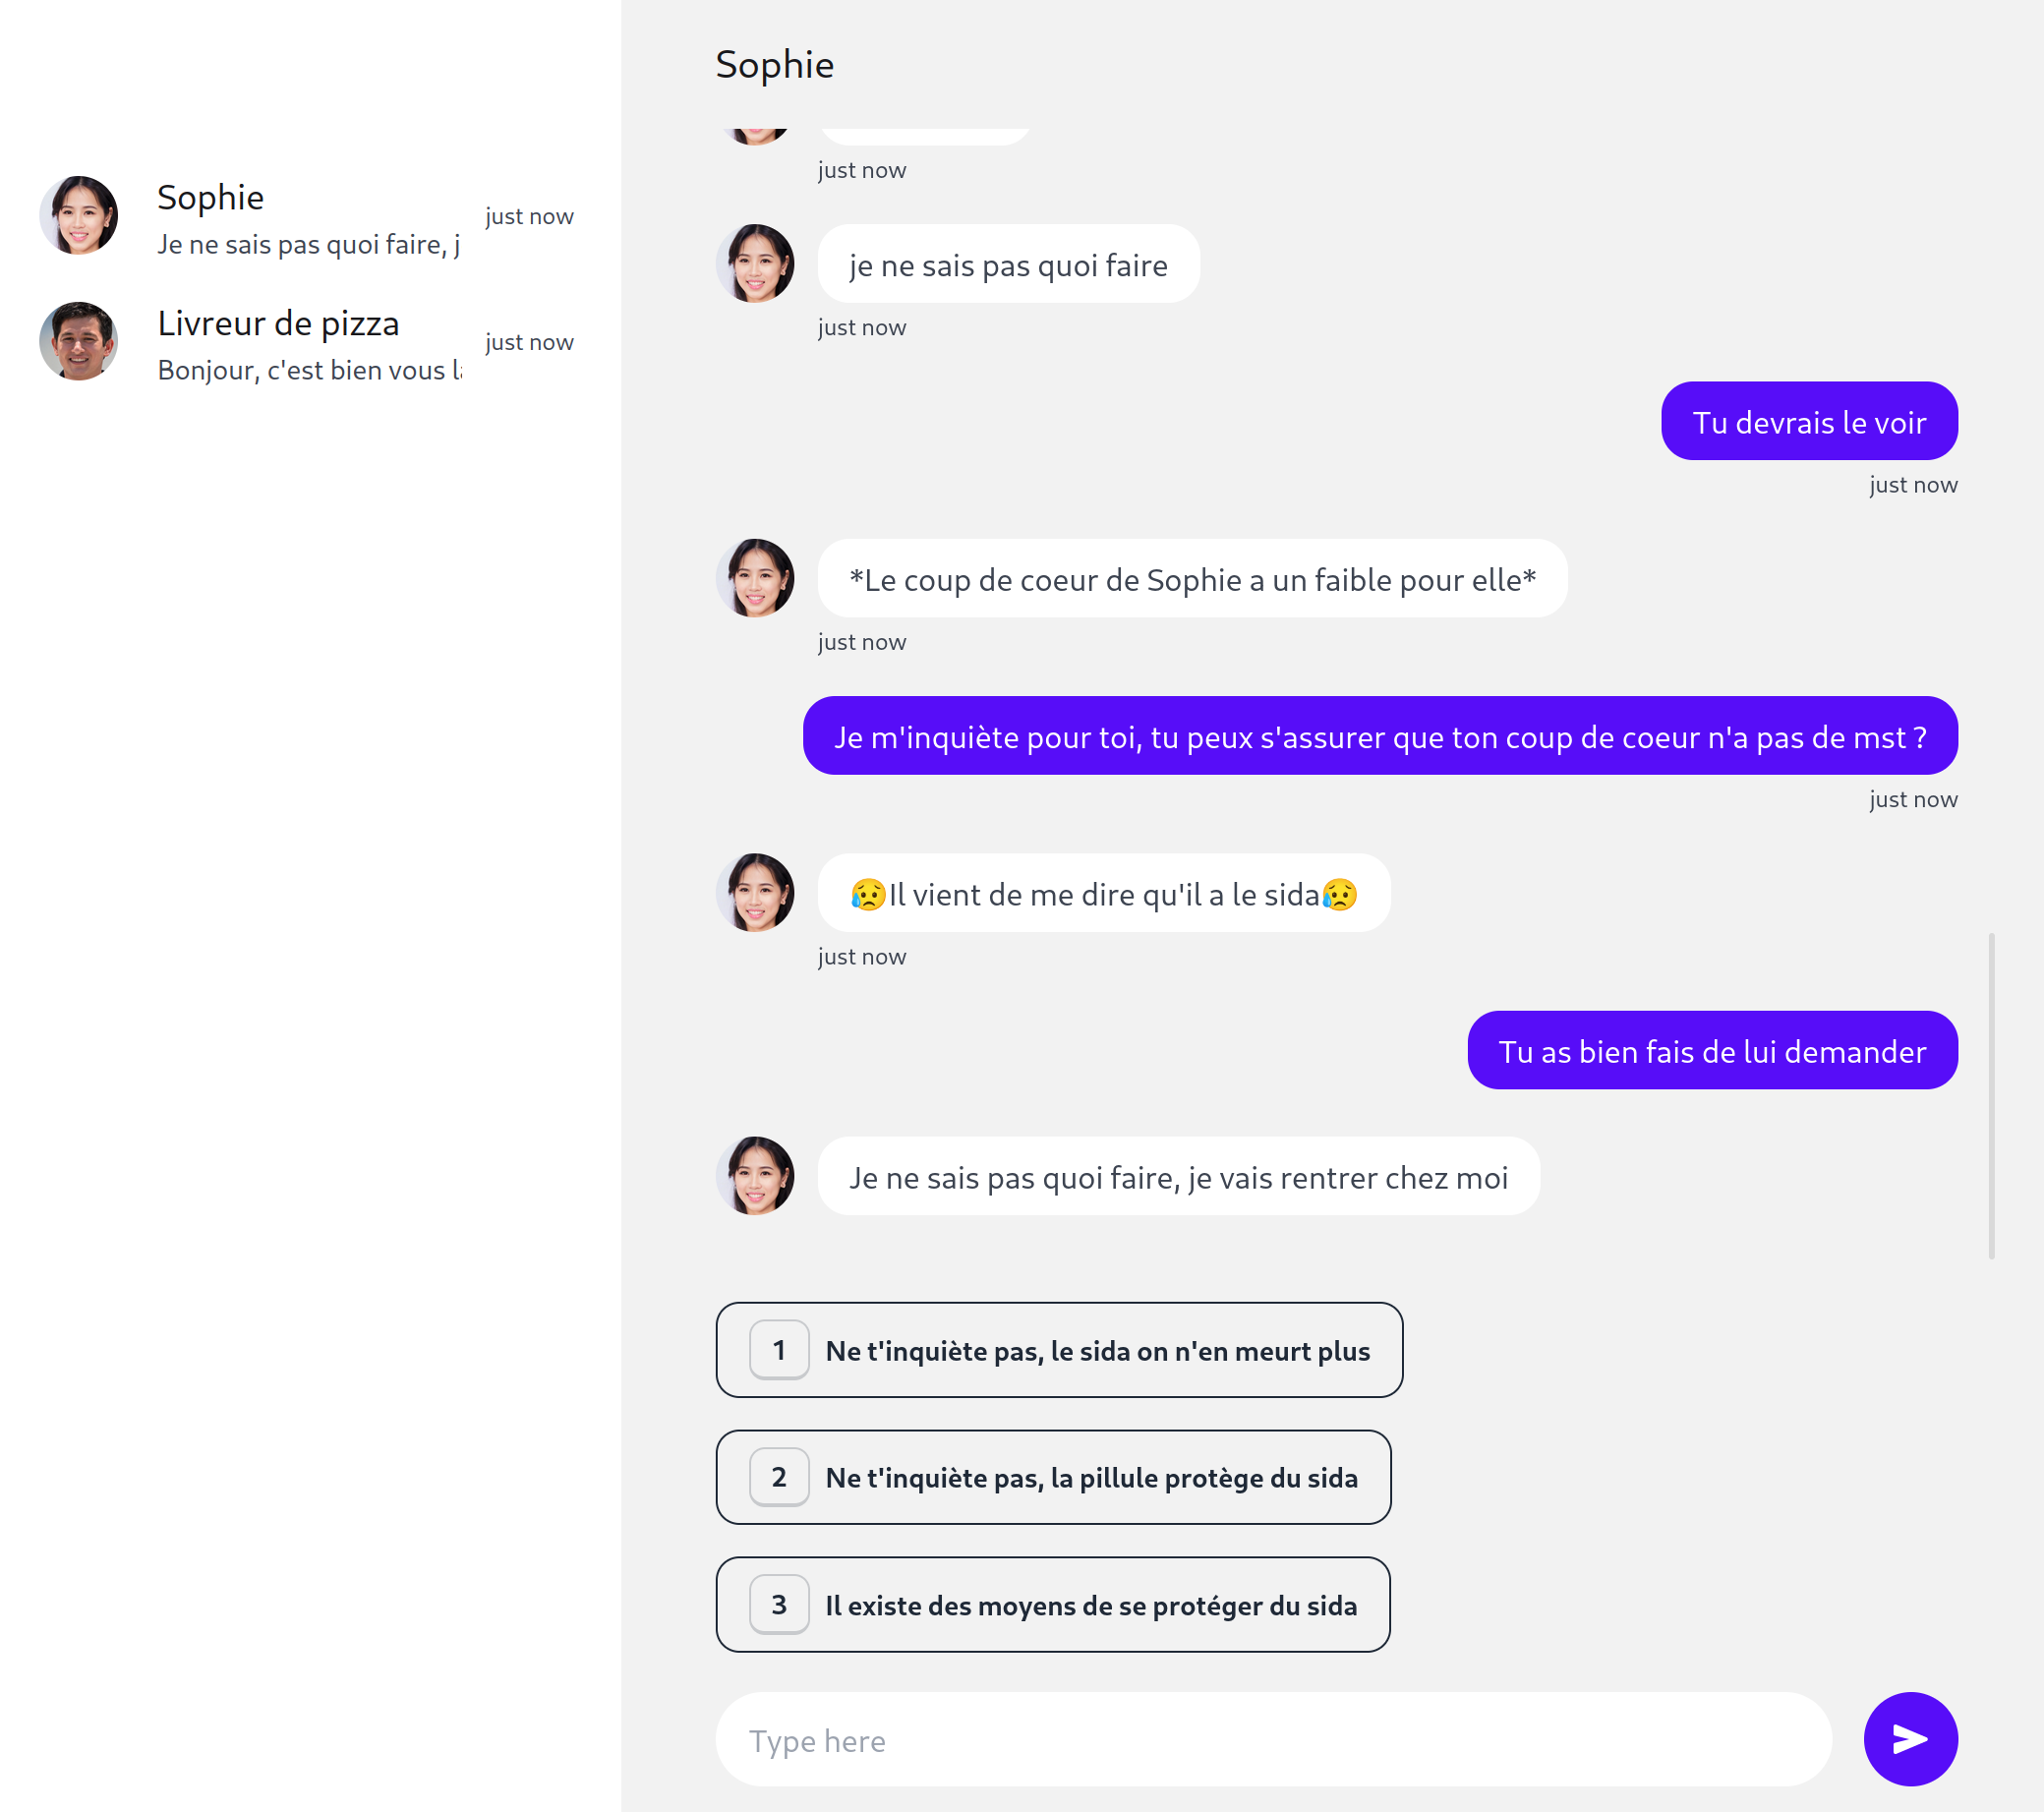 Sophie
Je ne sais pas quoi faire, j
just now
Livreur de pizza
Bonjour, c'est bien vous
just now
Sophie
just now
je ne sais pas quoi faire
just now
Tu devrais le voir
just now
*Le coup de coeur de Sophie a un faible pour elle*
just now
Je m'inquiète pour toi, tu peux s'assurer que ton coup de coeur n'a pas de mst ?
just now
😥Il vient de me dire qu'il a le sida😥
just now
Tu as bien fais de lui demander
Je ne sais pas quoi faire, je vais rentrer chez moi
1 Ne t'inquiète pas, le sida on n'en meurt plus
2 Ne t'inquiète pas, la pillule protège du sida
3 Il existe des moyens de se protéger du sida
Type here